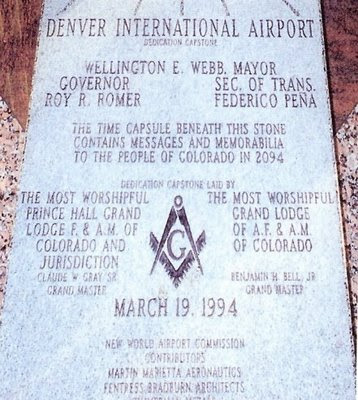 DENVER INTERNATIONAL AIRPORT
DEDICATION CAPSTONE
WELLINGTON E. WEBB, MAYOR
GOVERNOR
ROY R. ROMER
SEC. OF TRANS.
FEDERICO PEÑA
THE TIME CAPSULE BENEATH THIS STONE
CONTAINS MESSAGES AND MEMORABILIA
TO THE PEOPLE OF COLORADO IN 2094
DEDICATION CAPSTONE LAID BY
THE MOST WORSHIPFUL
PRINCE HALL GRAND
LODGE F. & A.M. OF
COLORADO AND
JURISDICTION
CLAUDE W. GRAY, SR.
GRAND MASTER
G
THE MOST WORSHIPFUL
GRAND LODGE
OF A.F. & A.M.
OF COLORADO
BENJAMIN H. BELL, JR.
GRAND MASTER
MARCH 19, 1994
NEW WORLD AIRPORT COMMISSION
CONTRIBUTORS
MARTIN MARIETTA AERONAUTICS
FENTRESS BRADBURN ARCHITECTS